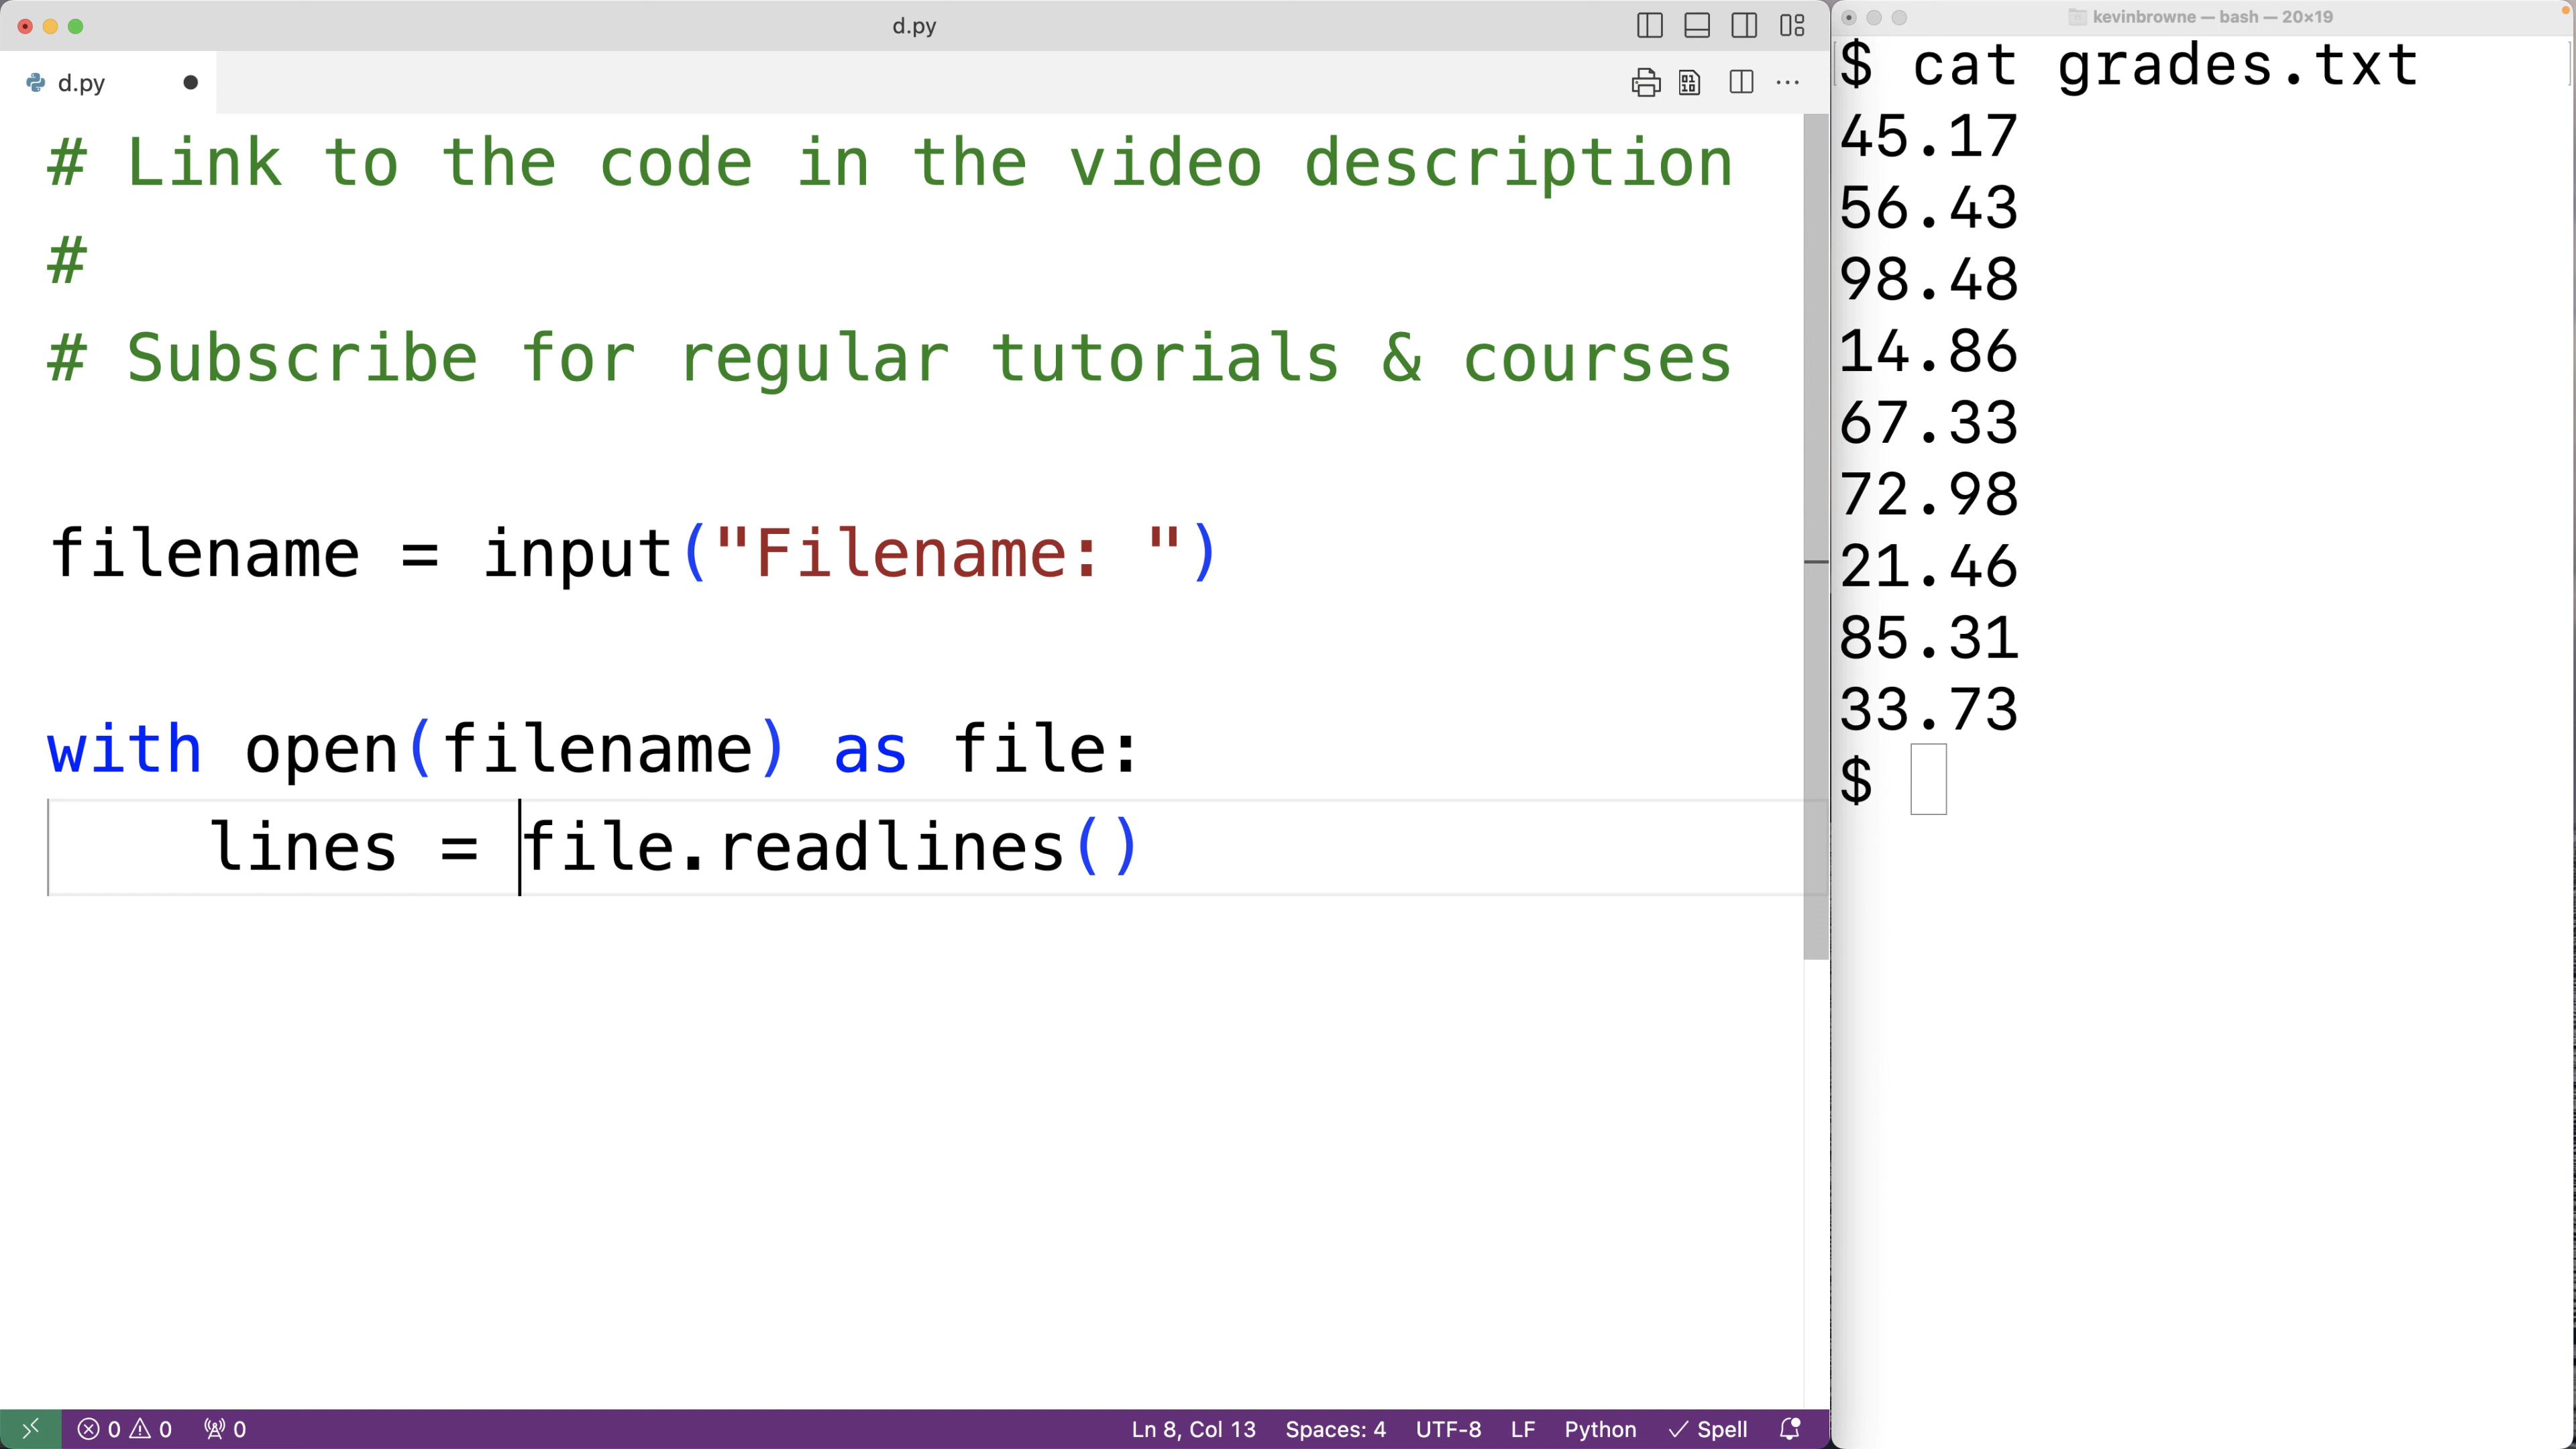 d.py
d.py
# Link to the code in the video description
#
# Subscribe for regular tutorials & courses
filename = input("Filename: ")
with open(filename) as file:
    lines = file.readlines()
0 0 0
Ln 8, Col 13 Spaces: 4 UTF-8 LF Python Spell
kevinbrowne — bash — 20×19
$ cat grades.txt
45.17
56.43
98.48
14.86
67.33
72.98
21.46
85.31
33.73
$